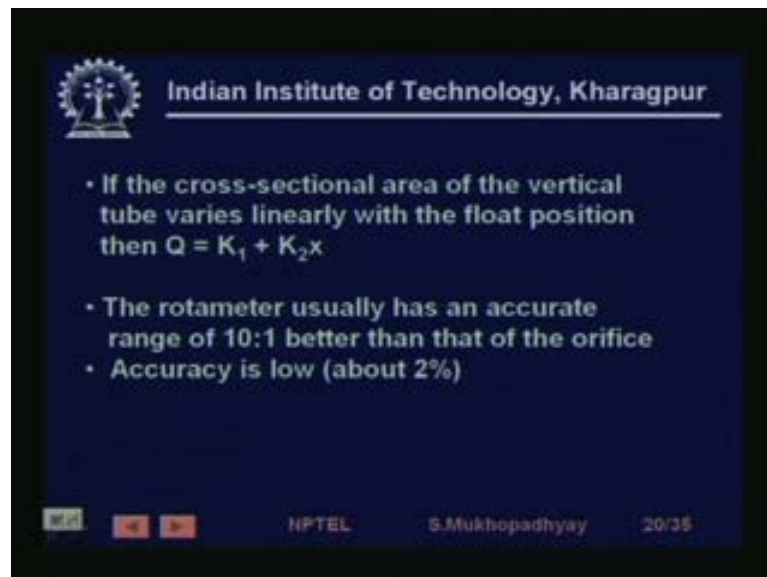 Indian Institute of Technology, Kharagpur
• If the cross-sectional area of the vertical
tube varies linearly with the float position
then Q = K₁ + K₂x
• The rotameter usually has an accurate
range of 10:1 better than that of the orifice
• Accuracy is low (about 2%)
NPTEL S.Mukhopadhyay 20/35